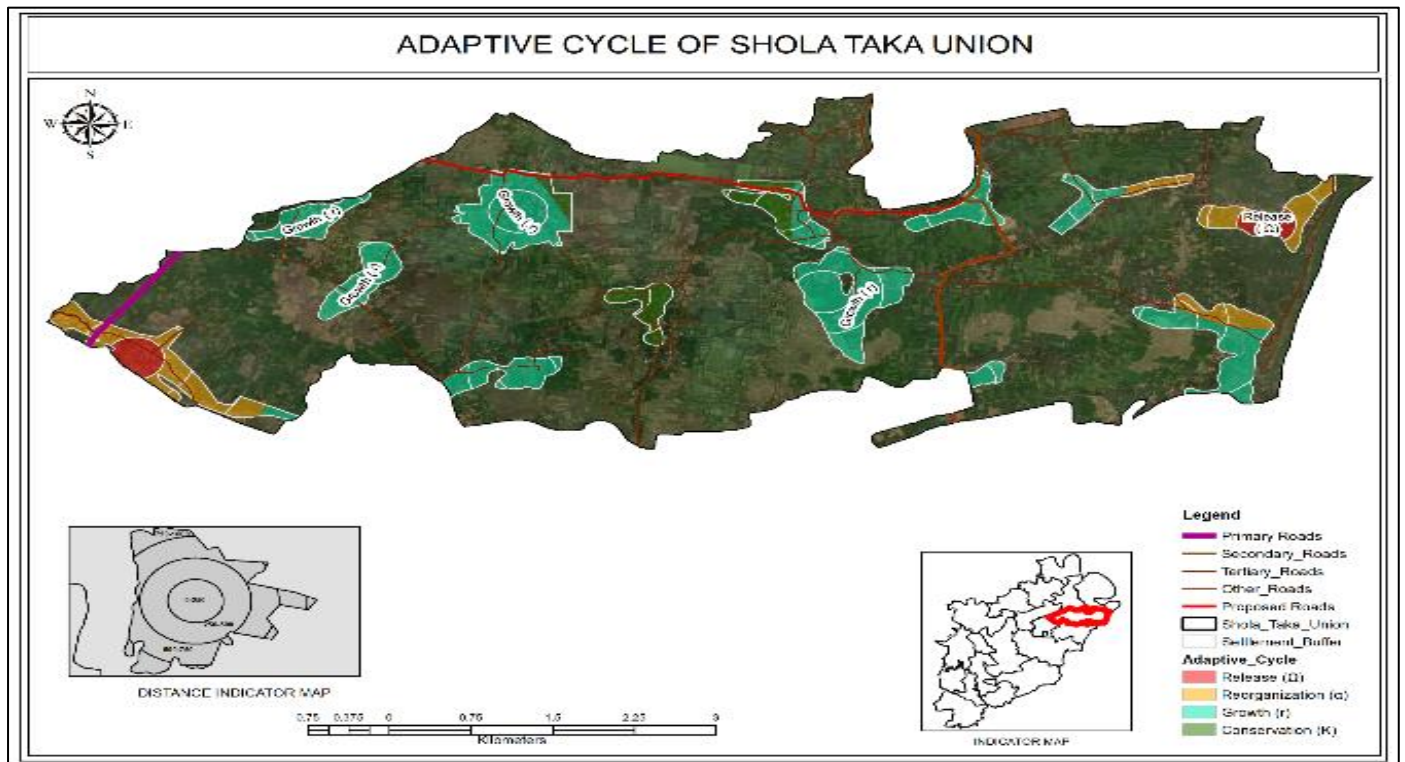 ADAPTIVE CYCLE OF SHOLA TAKA UNION
N
W E
S
Growth (r)
Growth (r)
Growth (r)
Growth (r)
Release
(Ω)
DISTANCE INDICATOR MAP
0.75 0.375 0 0.75 1.5 2.25 3
Kilometers
INDICATOR MAP
Legend
Primary Roads
Secondary_Roads
Tertiary_Roads
Other_Roads
Proposed Roads
Shola_Taka_Union
Settlement_Buffer
Adaptive_Cycle
Release (Ω)
Reorganization (α)
Growth (r)
Conservation (K)